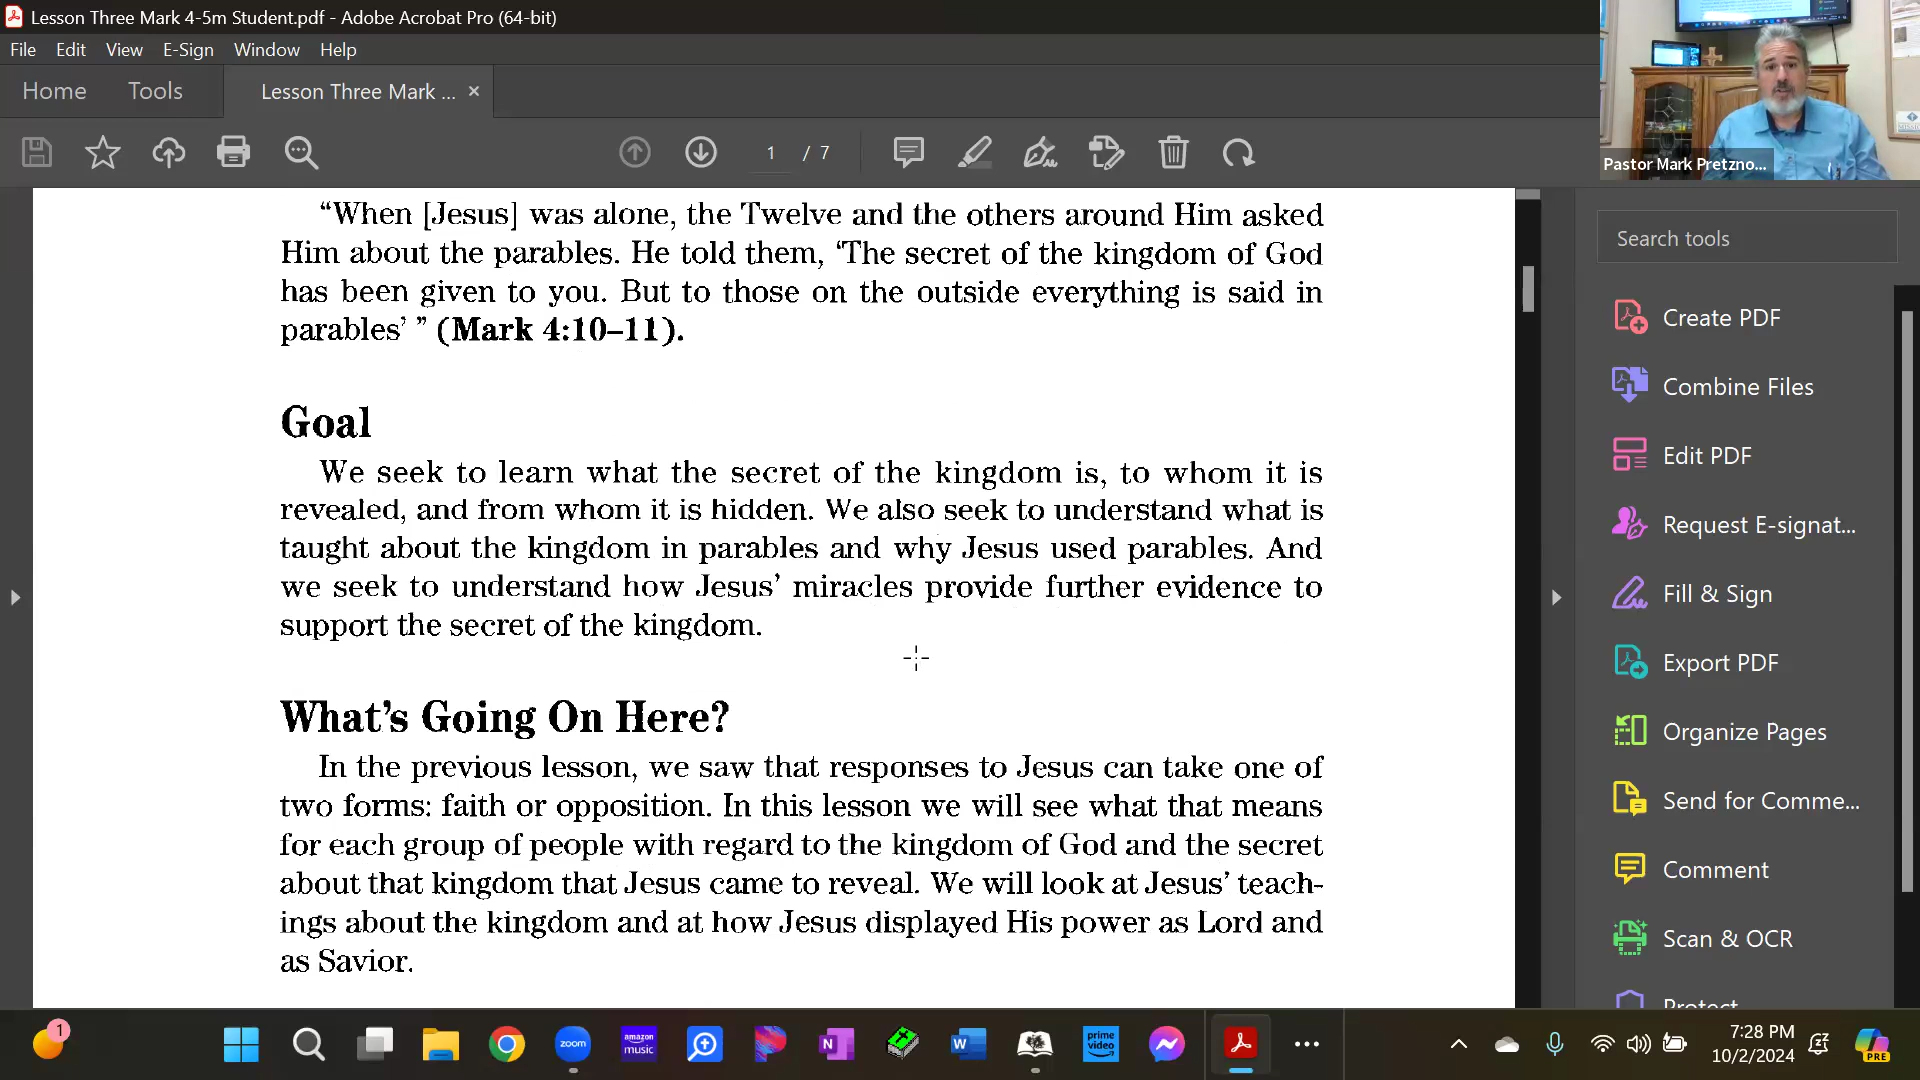 Lesson Three Mark 4-5m Student.pdf - Adobe Acrobat Pro (64-bit)
File Edit View E-Sign Window Help
Home Tools Lesson Three Mark ... ×
1 / 7
Pastor Mark Pretzno...
"When [Jesus] was alone, the Twelve and the others around Him asked
Him about the parables. He told them, ‘The secret of the kingdom of God
has been given to you. But to those on the outside everything is said in
parables’ ” (Mark 4:10–11).
Goal
We seek to learn what the secret of the kingdom is, to whom it is
revealed, and from whom it is hidden. We also seek to understand what is
taught about the kingdom in parables and why Jesus used parables. And
we seek to understand how Jesus’ miracles provide further evidence to
support the secret of the kingdom.
What’s Going On Here?
In the previous lesson, we saw that responses to Jesus can take one of
two forms: faith or opposition. In this lesson we will see what that means
for each group of people with regard to the kingdom of God and the secret
about that kingdom that Jesus came to reveal. We will look at Jesus’ teach-
ings about the kingdom and at how Jesus displayed His power as Lord and
as Savior.
Search tools
Create PDF
Combine Files
Edit PDF
Request E-signat...
Fill & Sign
Export PDF
Organize Pages
Send for Comme...
Comment
Scan & OCR
Protect
1
zoom
amazon
music
N
W
prime
video
7:28 PM
10/2/2024
PRE